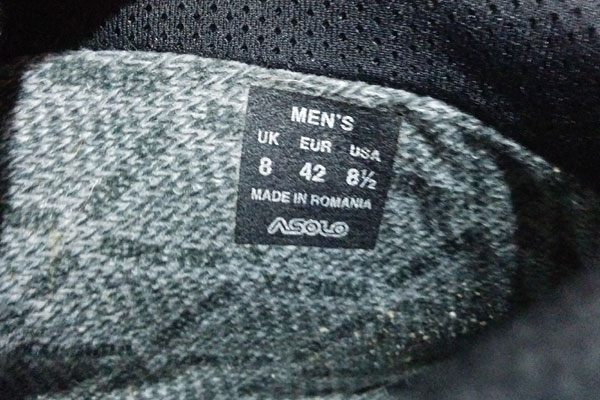 MEN'S
UK EUR USA
8 42 8½
MADE IN ROMANIA
ASOLO